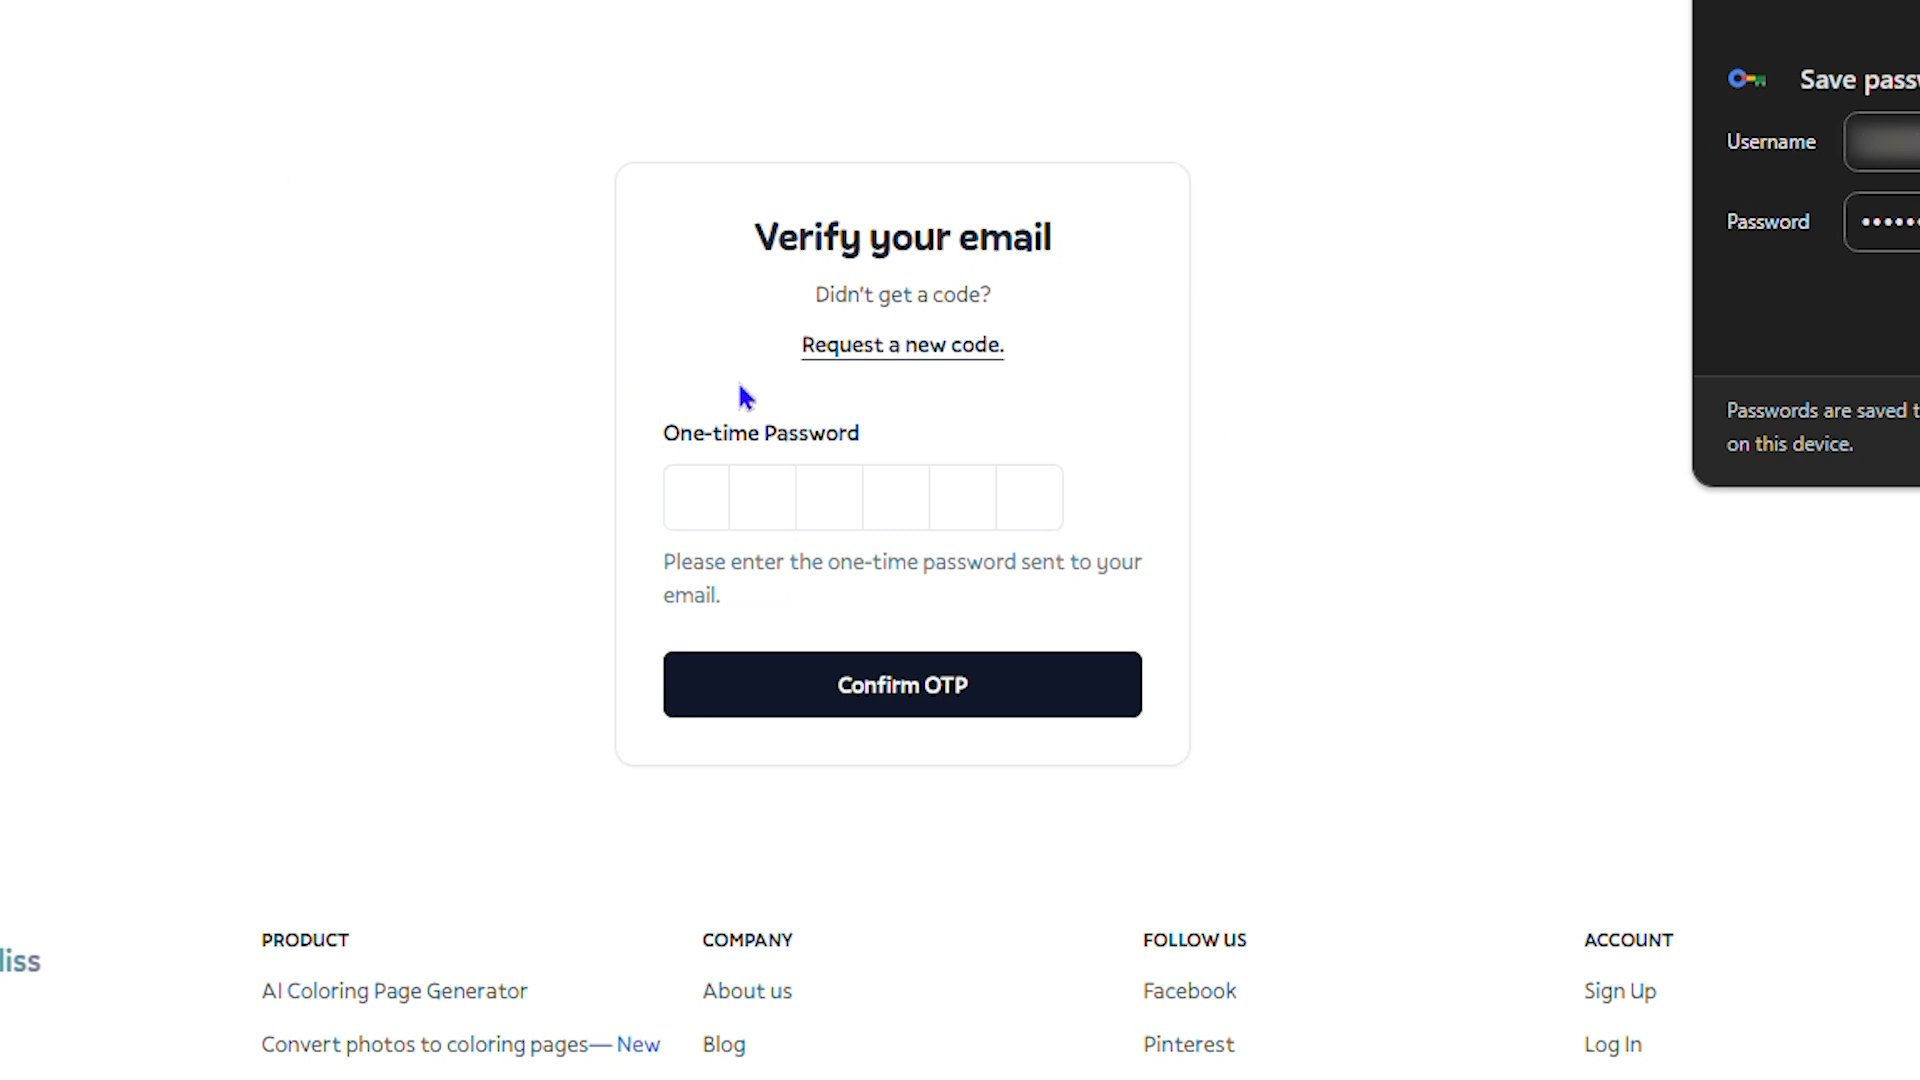 Save
Username
Password
Verify your email
Didn't get a code?
Request a new code.
One-time Password
Please enter the one-time password sent to your
email.
Confirm OTP
Passwords are saved
on this device.
PRODUCT
AI Coloring Page Generator
Convert photos to coloring pages— New
COMPANY
About us
Blog
FOLLOW US
Facebook
Pinterest
ACCOUNT
Sign Up
Log In